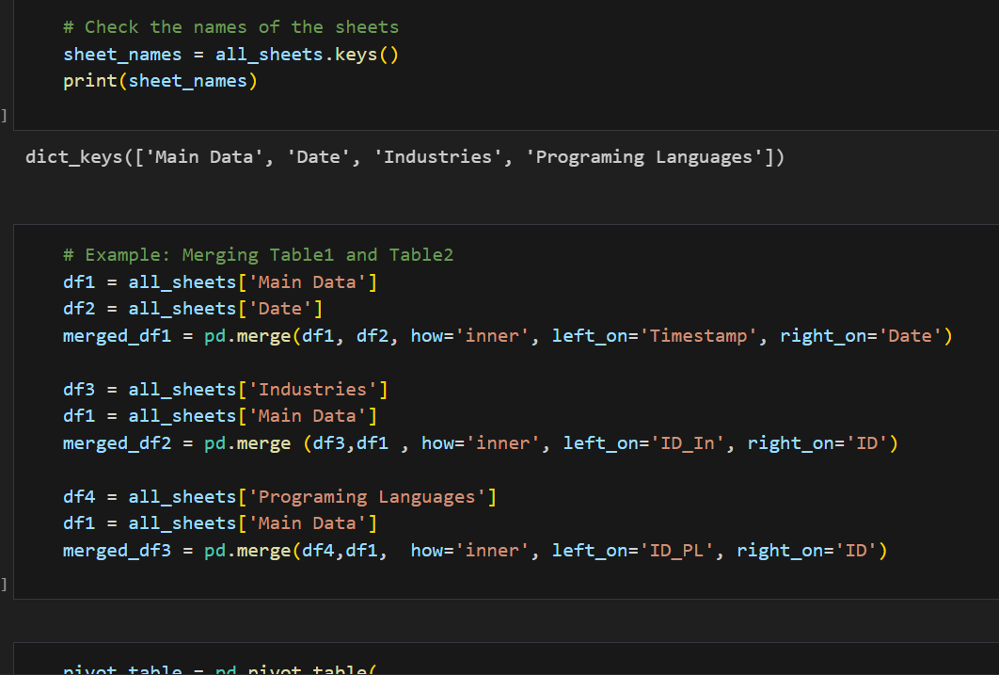 # Check the names of the sheets
sheet_names = all_sheets.keys()
print(sheet_names)
]
dict_keys(['Main Data', 'Date', 'Industries', 'Programing Languages'])
# Example: Merging Table1 and Table2
df1 = all_sheets['Main Data']
df2 = all_sheets['Date']
merged_df1 = pd.merge(df1, df2, how='inner', left_on='Timestamp', right_on='Date')
df3 = all_sheets['Industries']
df1 = all_sheets['Main Data']
merged_df2 = pd.merge (df3,df1 , how='inner', left_on='ID_In', right_on='ID')
df4 = all_sheets['Programing Languages']
df1 = all_sheets['Main Data']
merged_df3 = pd.merge(df4,df1,  how='inner', left_on='ID_PL', right_on='ID')
]
pivot_table = pd.pivot_table(